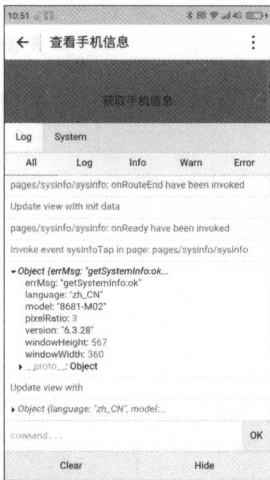 10:51
4G
查看手机信息
获取手机信息
Log System
All Log Info Warn Error
pages/sysinfo/sysinfo: onRouteEnd have been invoked
Update view with init data
pages/sysinfo/sysinfo: onReady have been invoked
Invoke event sysInfoTap in page: pages/sysinfo/sysinfo
Object {errMsg: "getSystemInfo:ok...
errMsg: "getSystemInfo:ok"
language: "zh_CN"
model: "8681-M02"
pixelRatio: 3
version: "6.3.28"
windowHeight: 567
windowWidth: 360
__proto__: Object
Update view with
Object {language: "zh_CN", model:...
command... OK
Clear Hide